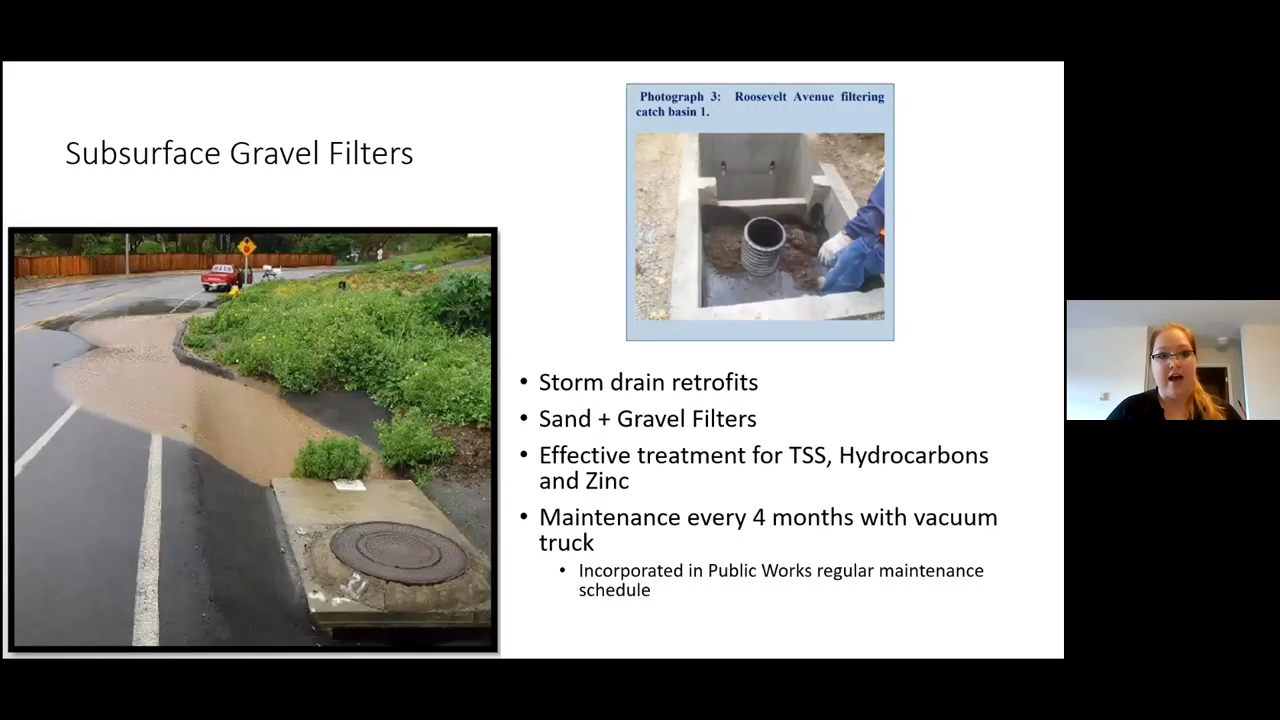 Photograph 3: Roosevelt Avenue filtering
catch basin 1.
Subsurface Gravel Filters
• Storm drain retrofits
• Sand + Gravel Filters
• Effective treatment for TSS, Hydrocarbons
and Zinc
• Maintenance every 4 months with vacuum
truck
• Incorporated in Public Works regular maintenance
schedule